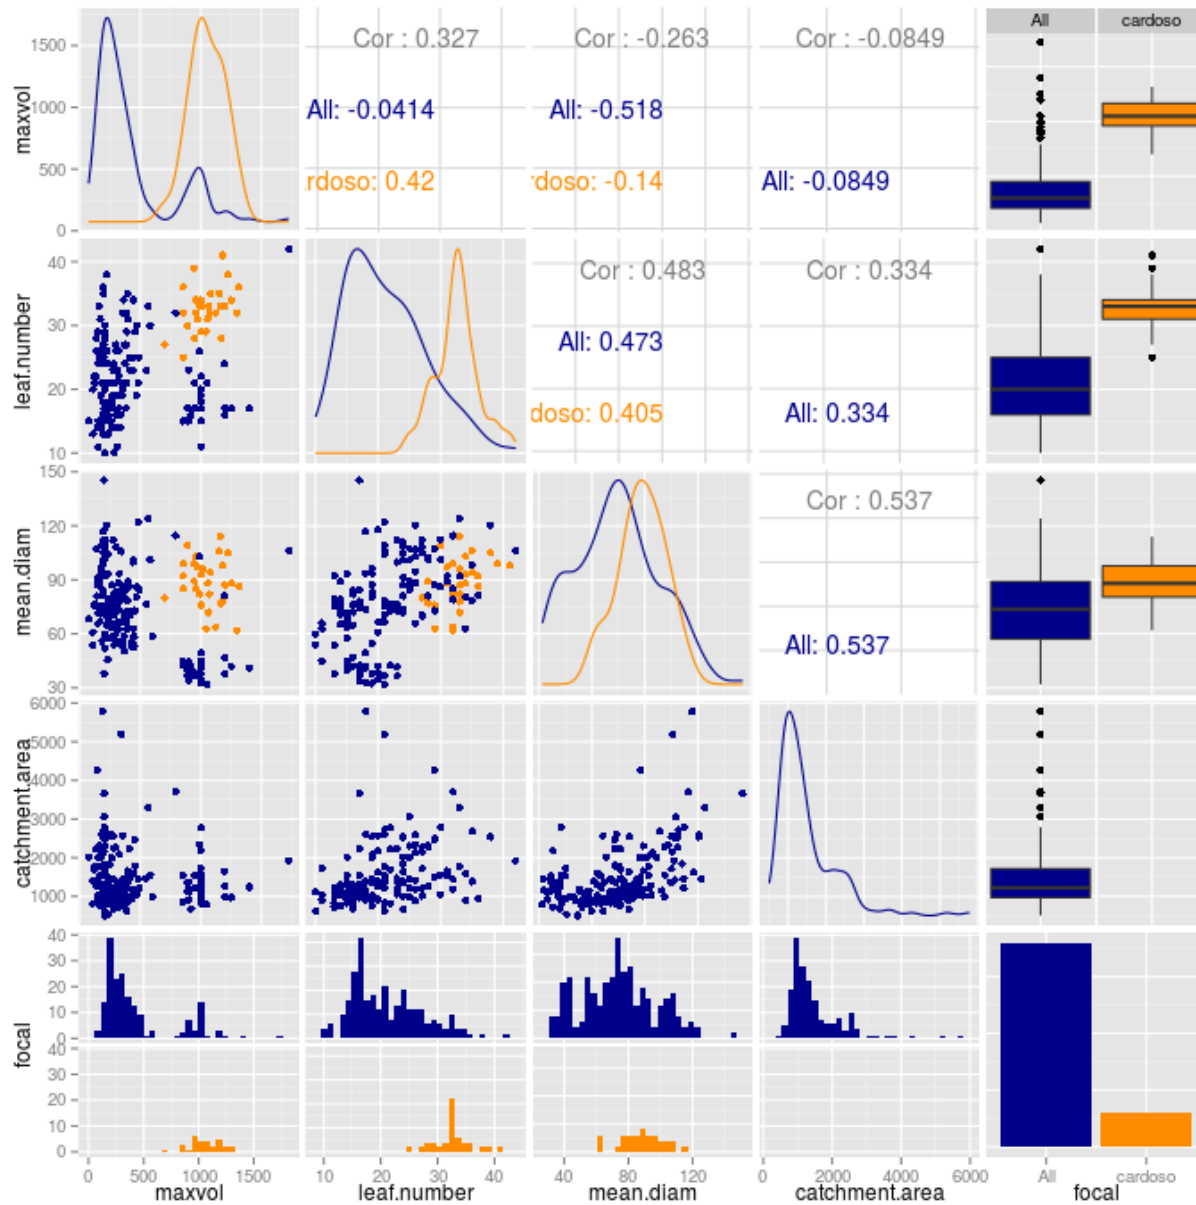 All cardoso
maxvol
1500
1000
500
0
Cor : 0.327
All: -0.0414
rdoso: 0.42
Cor : -0.263
All: -0.518
rdoso: -0.14
Cor : -0.0849
All: -0.0849
leaf.number
40
30
20
10
Cor : 0.483
All: 0.473
doso: 0.405
Cor : 0.334
All: 0.334
mean.diam
150
120
90
60
30
Cor : 0.537
All: 0.537
catchment.area
6000
5000
4000
3000
2000
1000
focal
40
30
20
10
0
40
30
20
10
0
0 500 1000 1500 10 20 30 40 40 80 120 0 2000 4000 6000 All cardoso
maxvol leaf.number mean.diam catchment.area focal